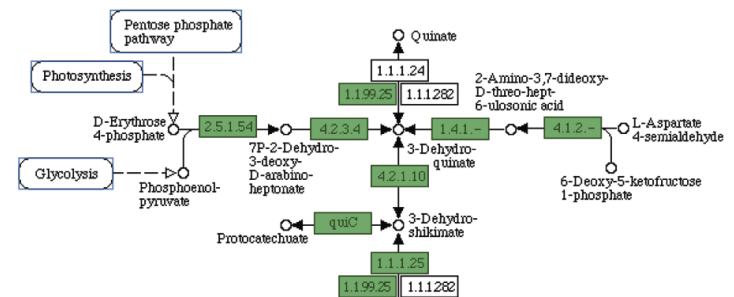 Pentose phosphate
pathway
Quinate
Photosynthesis
1.1.1.24
1.1.99.25
1.1.1.282
2-Amino-3,7-dideoxy-
D-threo-hept-
6-ulosonic acid
D-Erythrose
4-phosphate
2.5.1.54
4.2.3.4
1.4.1.-
4.1.2.-
L-Aspartate
4-semialdehyde
7P-2-Dehydro-
3-deoxy-
D-arabino-
heptonate
3-Dehydro-
quinate
Glycolysis
Phosphoenol-
pyruvate
4.2.1.10
6-Deoxy-5-ketofructose
1-phosphate
Protocatechuate
quiC
3-Dehydro-
shikimate
1.1.1.25
1.1.99.25
1.1.1.282